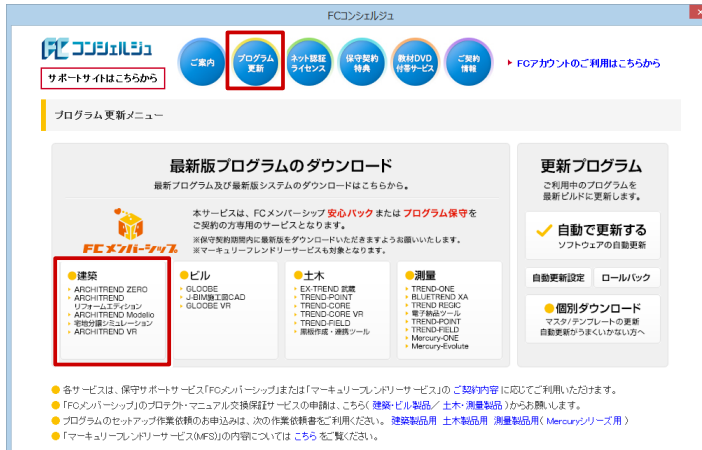 FCコンシェルジュ
×
FC コンシェルジュ
サポートサイトはこちらから
ご案内
プログラム
更新
ネット認証
ライセンス
保守契約
特典
教材DVD
付帯サービス
ご契約
情報
FCアカウントのご利用はこちらから
プログラム更新メニュー
最新版プログラムのダウンロード
最新プログラム及び最新版システムのダウンロードはこちらから。
FCメンバーシップ
本サービスは、FCメンバーシップ 安心パック または プログラム保守を
ご契約の方専用のサービスとなります。
※保守契約期間内に最新版をダウンロードいただきますようお願いいたします。
※マーキュリーフレンドリーサービスも対象となります。
建築
ARCHITREND ZERO
ARCHITREND
リフォームエディション
ARCHITREND Modelio
宅地分譲シミュレーション
ARCHITREND VR
ビル
GLOOBE
J-BIM施工図CAD
GLOOBE VR
土木
EX-TREND 武蔵
TREND-POINT
TREND-CORE
TREND-CORE VR
TREND-FIELD
黒板作成・連携ツール
測量
TREND-ONE
BLUETREND XA
TREND REGIC
電子納品ツール
TREND-POINT
TREND-FIELD
Mercury-ONE
Mercury-Evolute
更新プログラム
ご利用中のプログラムを
最新ビルドに更新します。
自動で更新する
ソフトウェアの自動更新
自動更新設定
ロールバック
個別ダウンロード
マスタ/テンプレートの更新
自動更新がうまくいかない方へ
各サービスは、保守サポートサービス「FCメンバーシップ」または「マーキュリーフレンドリーサービス」の ご契約内容 に応じてご利用いただけます。
「FCメンバーシップ」のプロテクト・マニュアル交換保証サービスの申請は、こちら( 建築・ビル製品／ 土木・測量製品 )からお願いします。
プログラムのセットアップ作業依頼のお申込みは、次の作業依頼書をご利用ください。 建築製品用 土木製品用 測量製品用( Mercuryシリーズ用 )
「マーキュリーフレンドリーサービス(MFS)」の内容については こちら をご覧ください。